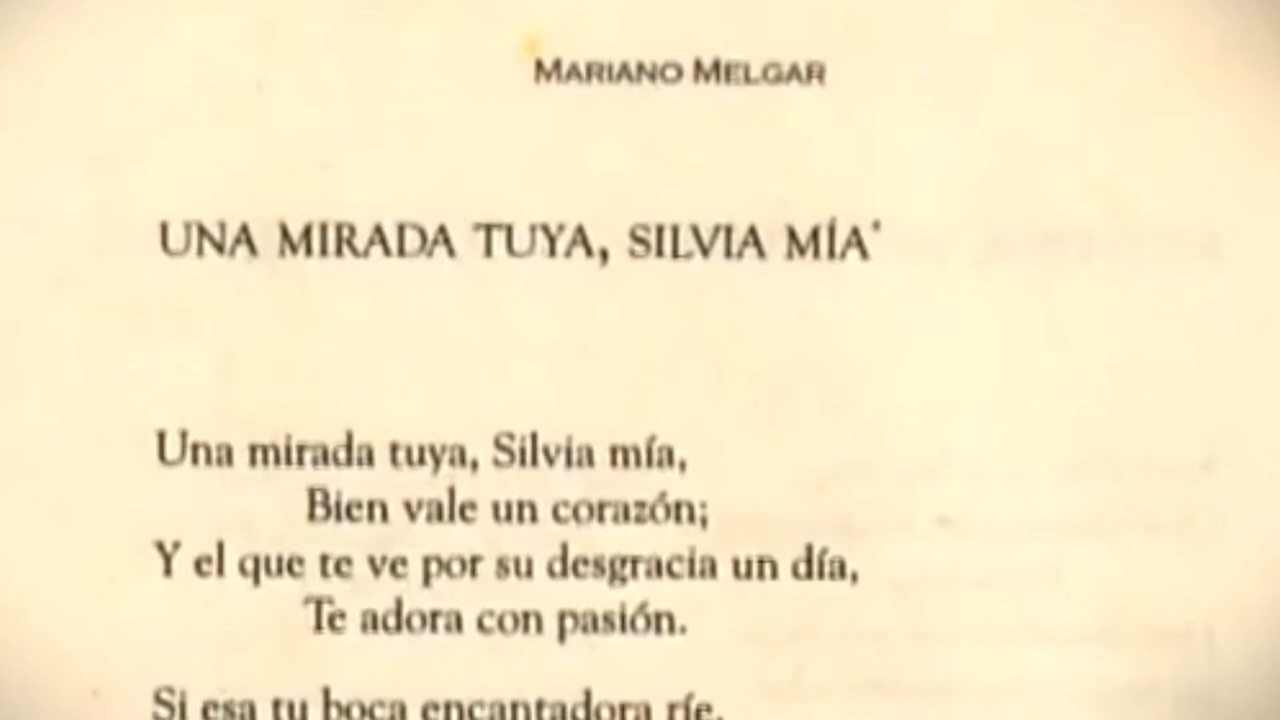 MARIANO MELGAR
UNA MIRADA TUYA, SILVIA MÍA*
Una mirada tuya, Silvia mía,
Bien vale un corazón;
Y el que te ve por su desgracia un día,
Te adora con pasión.
Si esa tu boca encantadora ríe,